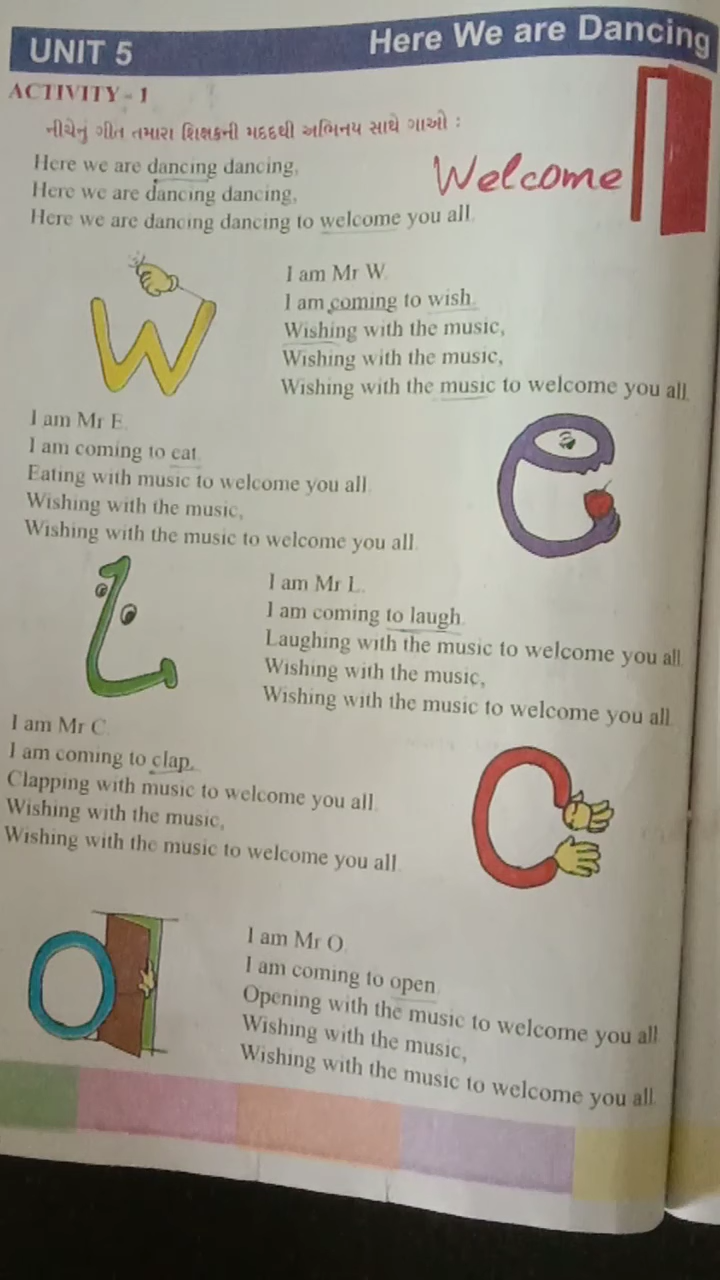 UNIT 5
Here We are Dancing
ACTIVITY - 1
નીચેનું ગીત તમારા શિક્ષકની મદદથી અભિનય સાથે ગાઓ :
Here we are dancing dancing,
Here we are dancing dancing,
Here we are dancing dancing to welcome you all.
Welcome
W
I am Mr W.
I am coming to wish.
Wishing with the music,
Wishing with the music,
Wishing with the music to welcome you all.
I am Mr E.
I am coming to eat.
Eating with music to welcome you all.
Wishing with the music,
Wishing with the music to welcome you all.
e
L
I am Mr L.
I am coming to laugh.
Laughing with the music to welcome you all.
Wishing with the music,
Wishing with the music to welcome you all.
I am Mr C.
I am coming to clap.
Clapping with music to welcome you all.
Wishing with the music,
Wishing with the music to welcome you all.
C
O
I am Mr O.
I am coming to open.
Opening with the music to welcome you all.
Wishing with the music,
Wishing with the music to welcome you all.